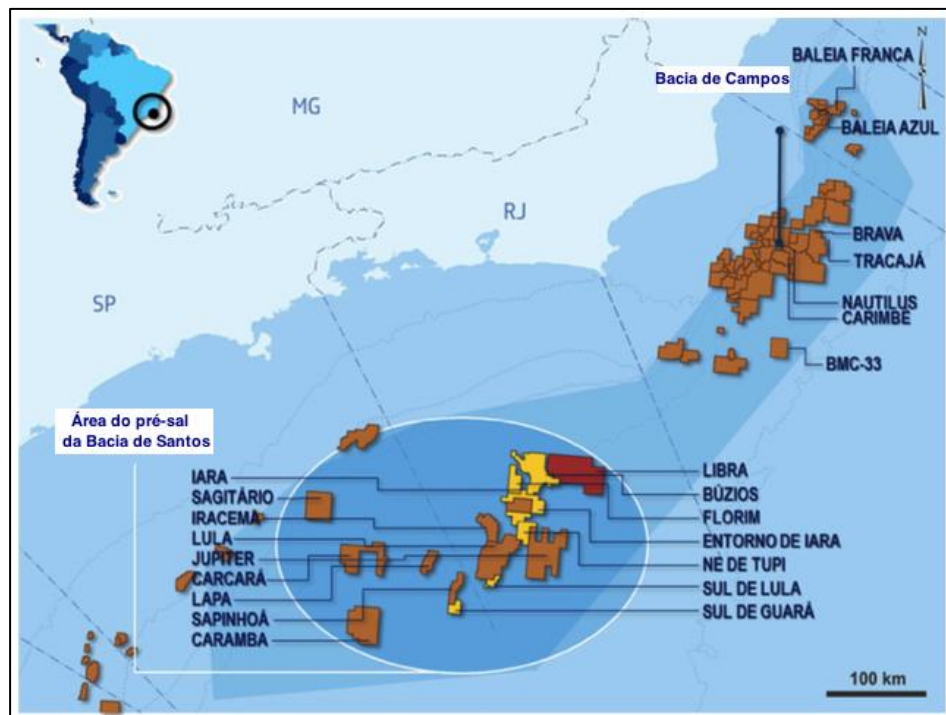 BALEIA FRANCA
N
Bacia de Campos
MG
BALEIA AZUL
RJ
BRAVA
TRACAJÁ
SP
NAUTILUS
CARIMBÉ
BMC-33
Área do pré-sal
da Bacia de Santos
IARA
SAGITÁRIO
IRACEMA
LULA
JUPITER
CARCARÁ
LAPA
SAPINHOÁ
CARAMBA
LIBRA
BÚZIOS
FLORIM
ENTORNO DE IARA
NE DE TUPI
SUL DE LULA
SUL DE GUARÁ
100 km